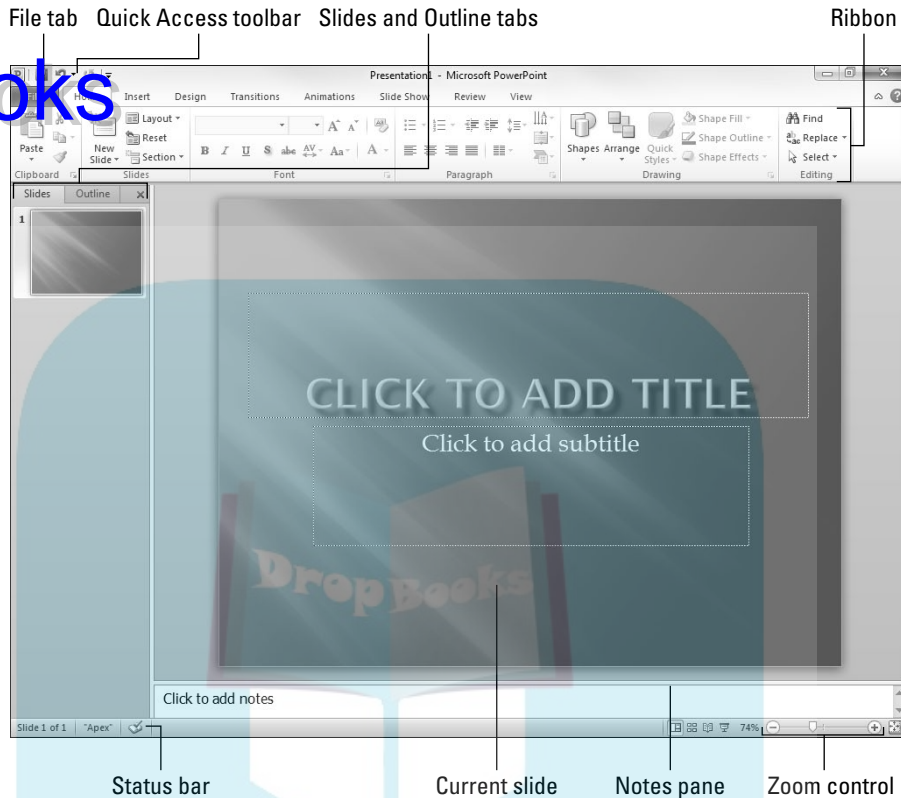 File tab Quick Access toolbar Slides and Outline tabs Ribbon
Presentation1 - Microsoft PowerPoint
oks
Insert Design Transitions Animations Slide Show Review View
Layout
Reset
Section
Paste
New
Slide
B I U S abc AV Aa A
Shapes Arrange Quick
Styles
Shape Fill
Shape Outline
Shape Effects
Find
Replace
Select
Clipboard Slides Font Paragraph Drawing Editing
Slides Outline
1
CLICK TO ADD TITLE
Click to add subtitle
DropBooks
Click to add notes
Slide 1 of 1 "Apex" 74%
Status bar Current slide Notes pane Zoom control